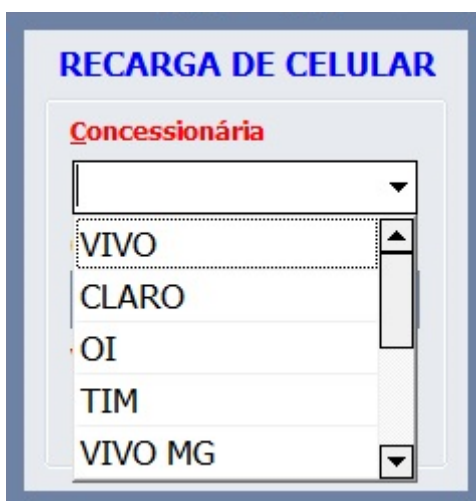 RECARGA DE CELULAR
Concessionária
VIVO
CLARO
OI
TIM
VIVO MG